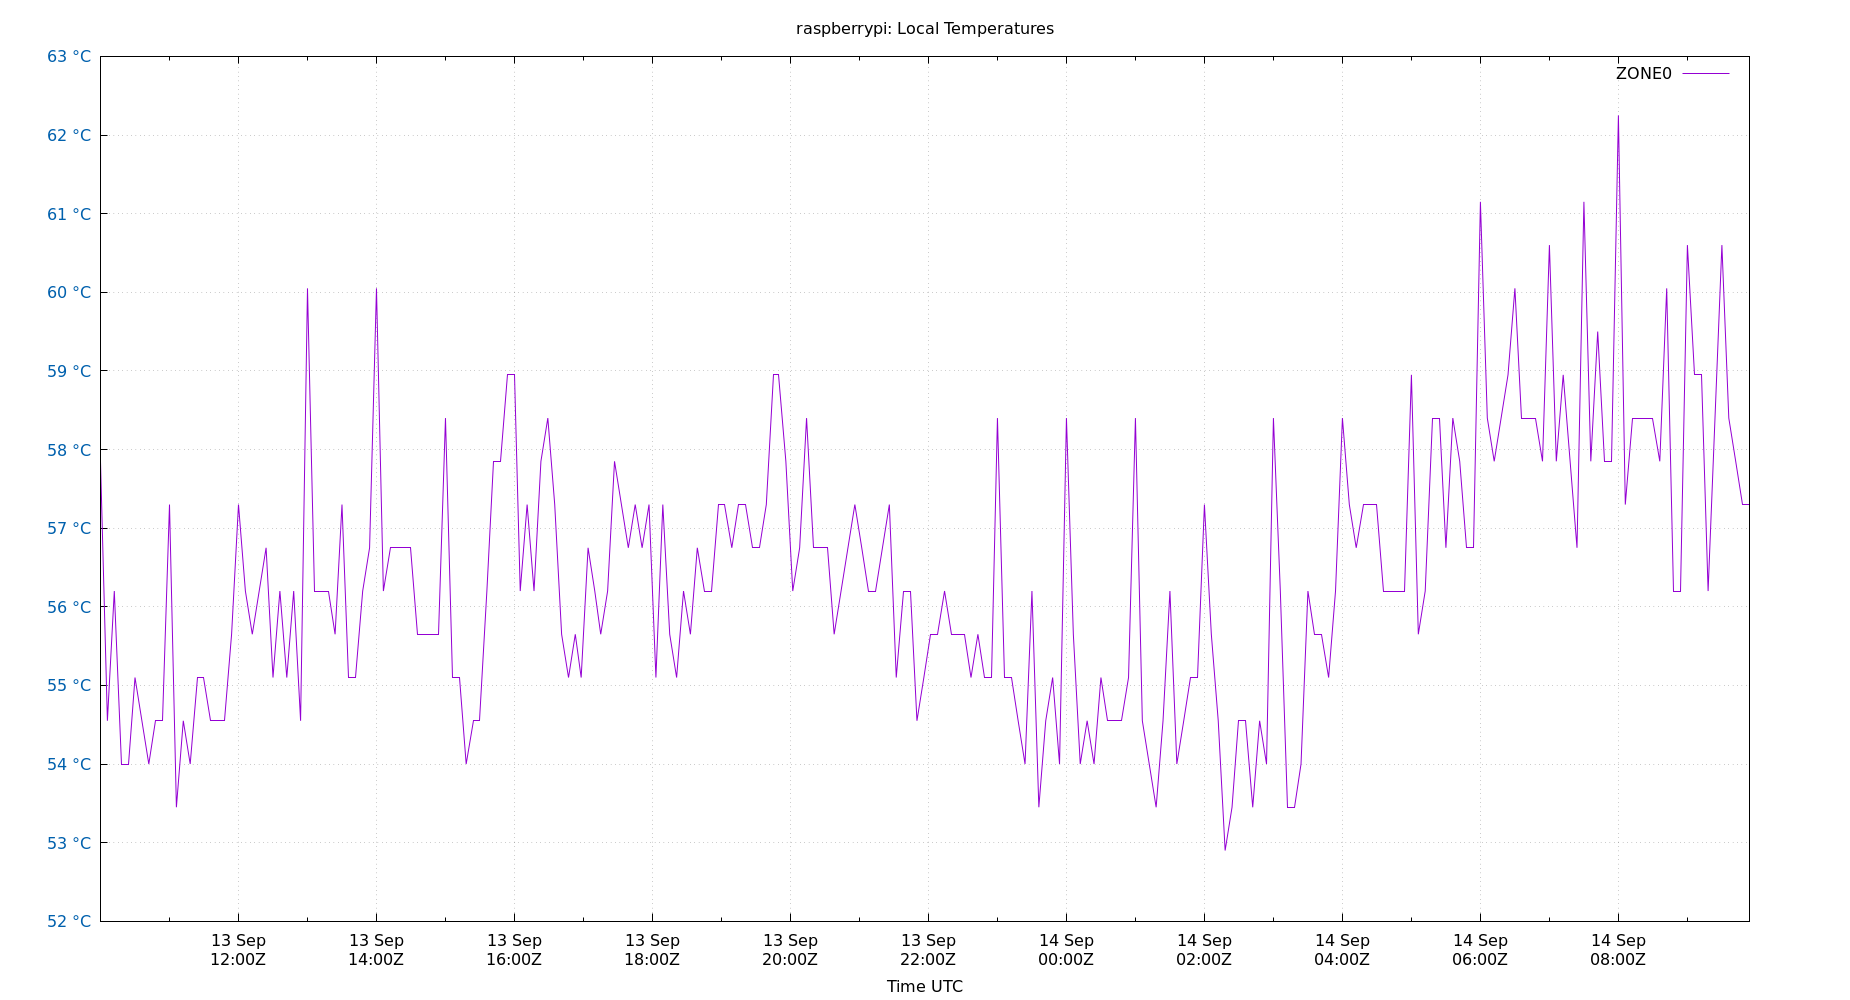 raspberrypi: Local Temperatures
63 °C
ZONE0
62 °C
61 °C
60 °C
59 °C
58 °C
57 °C
56 °C
55 °C
54 °C
53 °C
52 °C
13 Sep 13 Sep 13 Sep 13 Sep 13 Sep 13 Sep 14 Sep 14 Sep 14 Sep 14 Sep 14 Sep
12:00Z 14:00Z 16:00Z 18:00Z 20:00Z 22:00Z 00:00Z 02:00Z 04:00Z 06:00Z 08:00Z
Time UTC